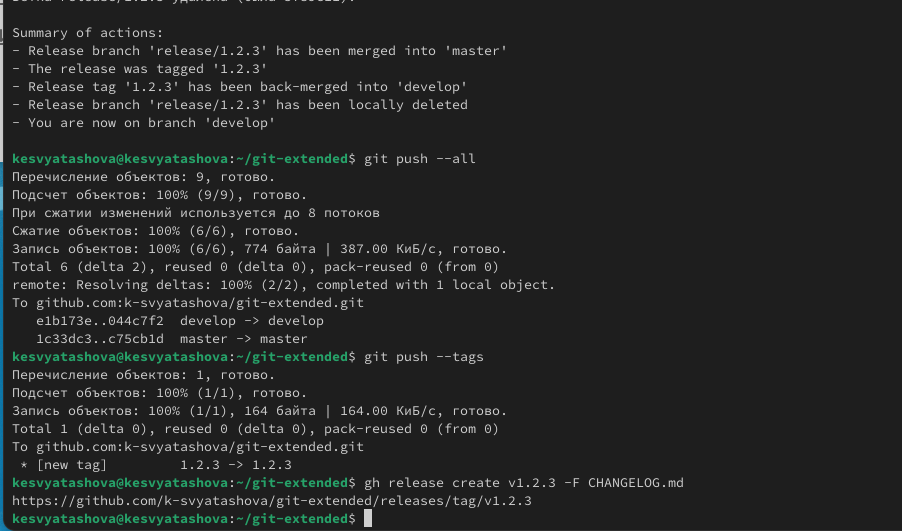 Summary of actions:
- Release branch 'release/1.2.3' has been merged into 'master'
- The release was tagged '1.2.3'
- Release tag '1.2.3' has been back-merged into 'develop'
- Release branch 'release/1.2.3' has been locally deleted
- You are now on branch 'develop'
kesvyatashova@kesvyatashova:~/git-extended$ git push --all
Перечисление объектов: 9, готово.
Подсчет объектов: 100% (9/9), готово.
При сжатии изменений используется до 8 потоков
Сжатие объектов: 100% (6/6), готово.
Запись объектов: 100% (6/6), 774 байта | 387.00 КиБ/с, готово.
Total 6 (delta 2), reused 0 (delta 0), pack-reused 0 (from 0)
remote: Resolving deltas: 100% (2/2), completed with 1 local object.
To github.com:k-svyatashova/git-extended.git
   e1b173e..044c7f2  develop -> develop
   1c33dc3..c75cb1d  master -> master
kesvyatashova@kesvyatashova:~/git-extended$ git push --tags
Перечисление объектов: 1, готово.
Подсчет объектов: 100% (1/1), готово.
Запись объектов: 100% (1/1), 164 байта | 164.00 КиБ/с, готово.
Total 1 (delta 0), reused 0 (delta 0), pack-reused 0 (from 0)
To github.com:k-svyatashova/git-extended.git
 * [new tag]         1.2.3 -> 1.2.3
kesvyatashova@kesvyatashova:~/git-extended$ gh release create v1.2.3 -F CHANGELOG.md
https://github.com/k-svyatashova/git-extended/releases/tag/v1.2.3
kesvyatashova@kesvyatashova:~/git-extended$